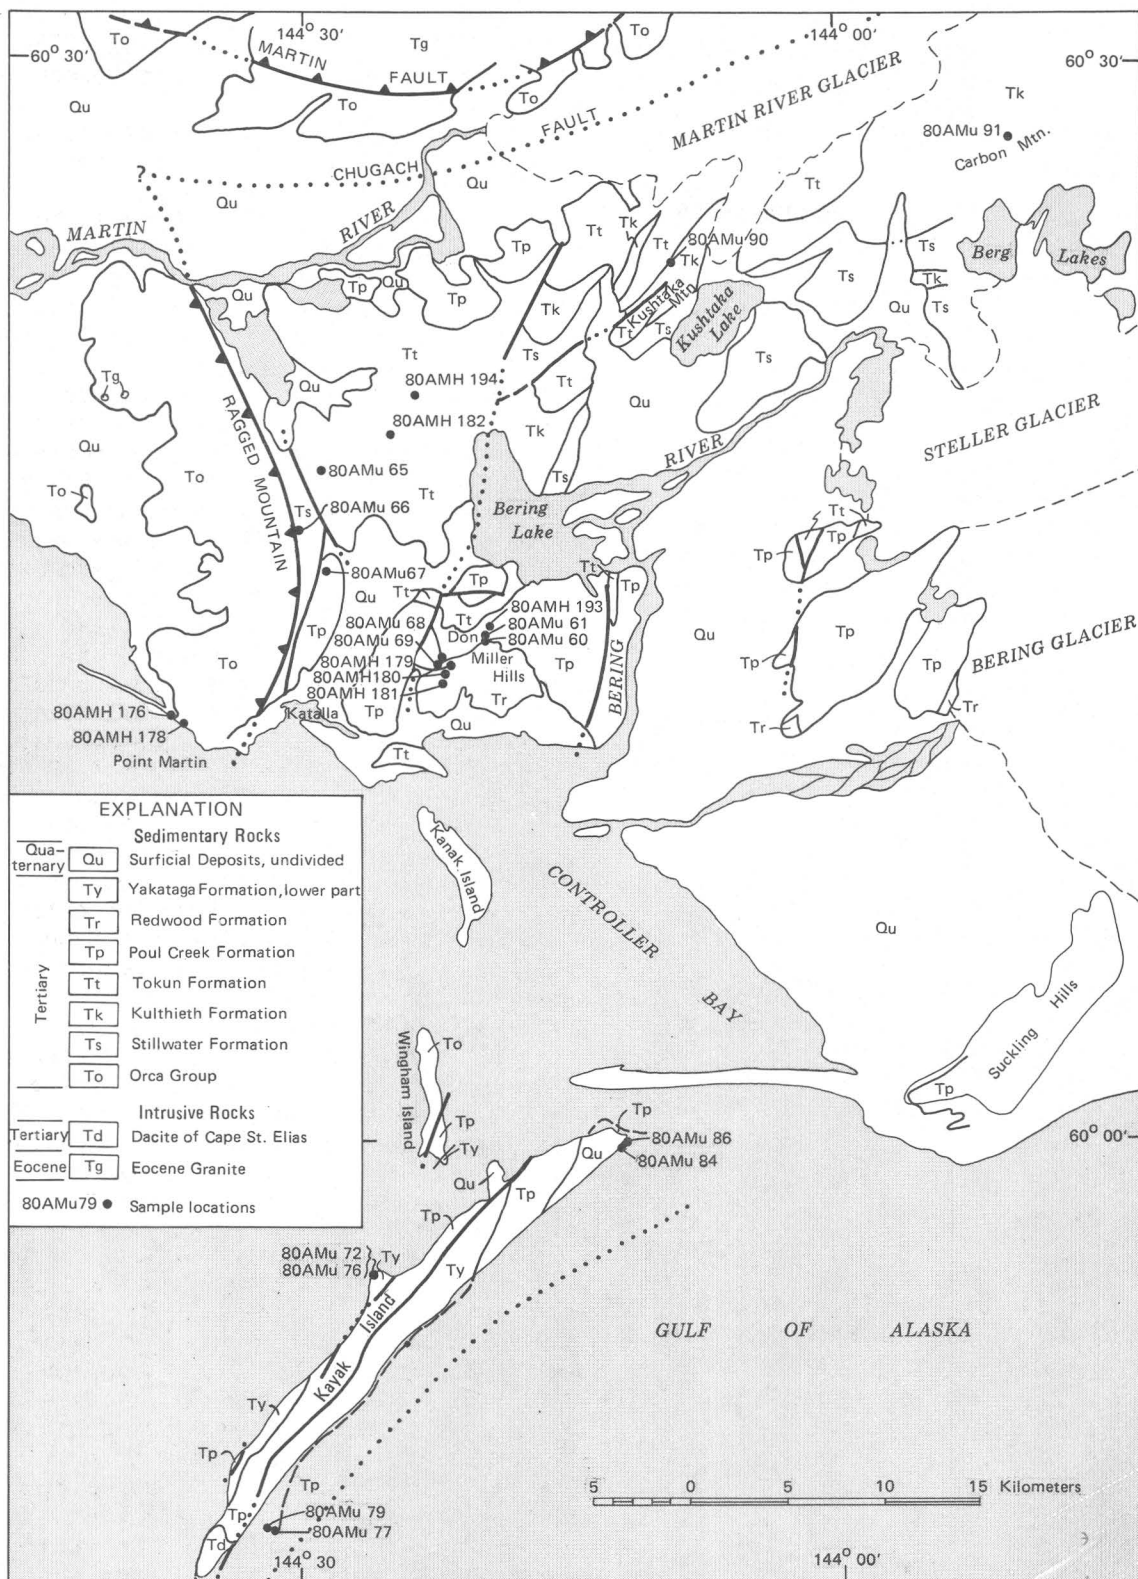 144° 30'
144° 00'
60° 30'
60° 30'
To
Tg
To
MARTIN
FAULT
To
Qu
MARTIN RIVER GLACIER
Tk
80AMu 91
Carbon Mtn.
FAULT
CHUGACH
?
Qu
Qu
Tt
MARTIN
RIVER
Tp
Tt
Tk
Tt
80AMu 90
Tk
Ts
Ts
Berg
Lakes
Tk
Ts
Qu
Tp
Qu
Tp
Tk
Kushtaka
Mtn
Tt
Ts
Kushtaka
Lake
Ts
Qu
Tt
Ts
Tg
Qu
80AMH 194
Tt
Qu
80AMH 182
Tk
RIVER
STELLER GLACIER
Qu
RAGGED MOUNTAIN
To
To
80AMu 65
Ts
80AMu 66
Tt
Ts
Bering
Lake
Tt
Tp
Tp
80AMu67
Qu
Tt
Tp
Tt
Tp
80AMH 193
80AMu 61
80AMu 60
Tt
Don
Miller
Hills
80AMu 68
80AMu 69
80AMH 179
80AMH180
80AMH 181
Tp
BERING
Qu
Tp
Tp
Tp
BERING GLACIER
Tp
To
Tr
Tr
Tr
80AMH 176
80AMH 178
Katalla
Tp
Qu
Point Martin
Tt
EXPLANATION
Sedimentary Rocks
Qua-
ternary
Qu Surficial Deposits, undivided
Ty Yakataga Formation, lower part
Tr Redwood Formation
Tp Poul Creek Formation
Tertiary
Tt Tokun Formation
Tk Kulthieth Formation
Ts Stillwater Formation
To Orca Group
Intrusive Rocks
Tertiary Td Dacite of Cape St. Elias
Eocene Tg Eocene Granite
80AMu79 Sample locations
Kanak Island
CONTROLLER
BAY
Qu
Suckling Hills
Tp
Wingham Island
To
Tp
Ty
Tp
80AMu 86
80AMu 84
60° 00'
Qu
Qu
Tp
Tp
80AMu 72
80AMu 76
Ty
Ty
Kayak Island
GULF OF ALASKA
Ty
Tp
Tp
Tp
Td
80AMu 79
80AMu 77
5 0 5 10 15 Kilometers
144° 30
144° 00'